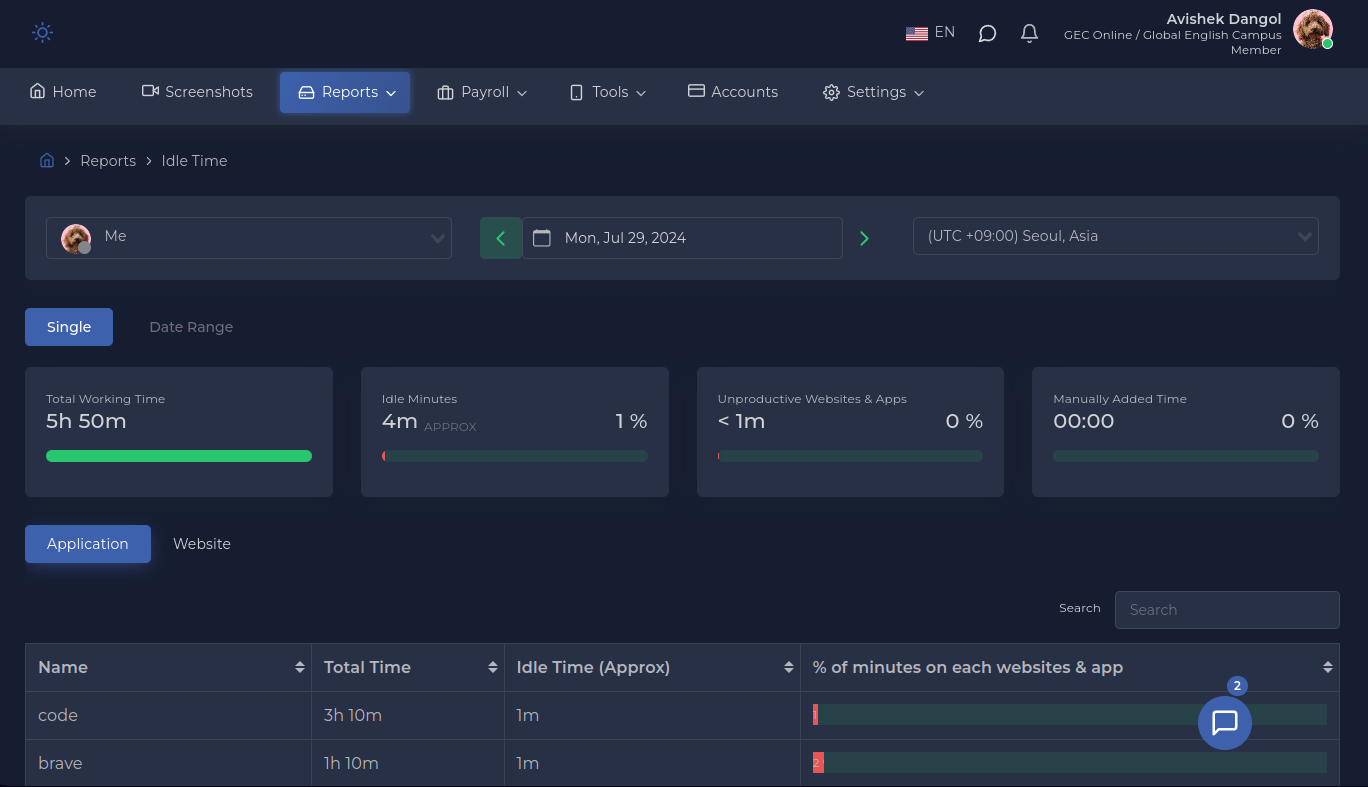 EN
Avishek Dangol
GEC Online / Global English Campus
Member
Home Screenshots Reports Payroll Tools Accounts Settings
Reports Idle Time
Me Mon, Jul 29, 2024 (UTC +09:00) Seoul, Asia
Single Date Range
Total Working Time
5h 50m
Idle Minutes
4m APPROX 1 %
Unproductive Websites & Apps
< 1m 0 %
Manually Added Time
00:00 0 %
Application Website
Search Search
Name Total Time Idle Time (Approx) % of minutes on each websites & app
2
code 3h 10m 1m 1
brave 1h 10m 1m 2